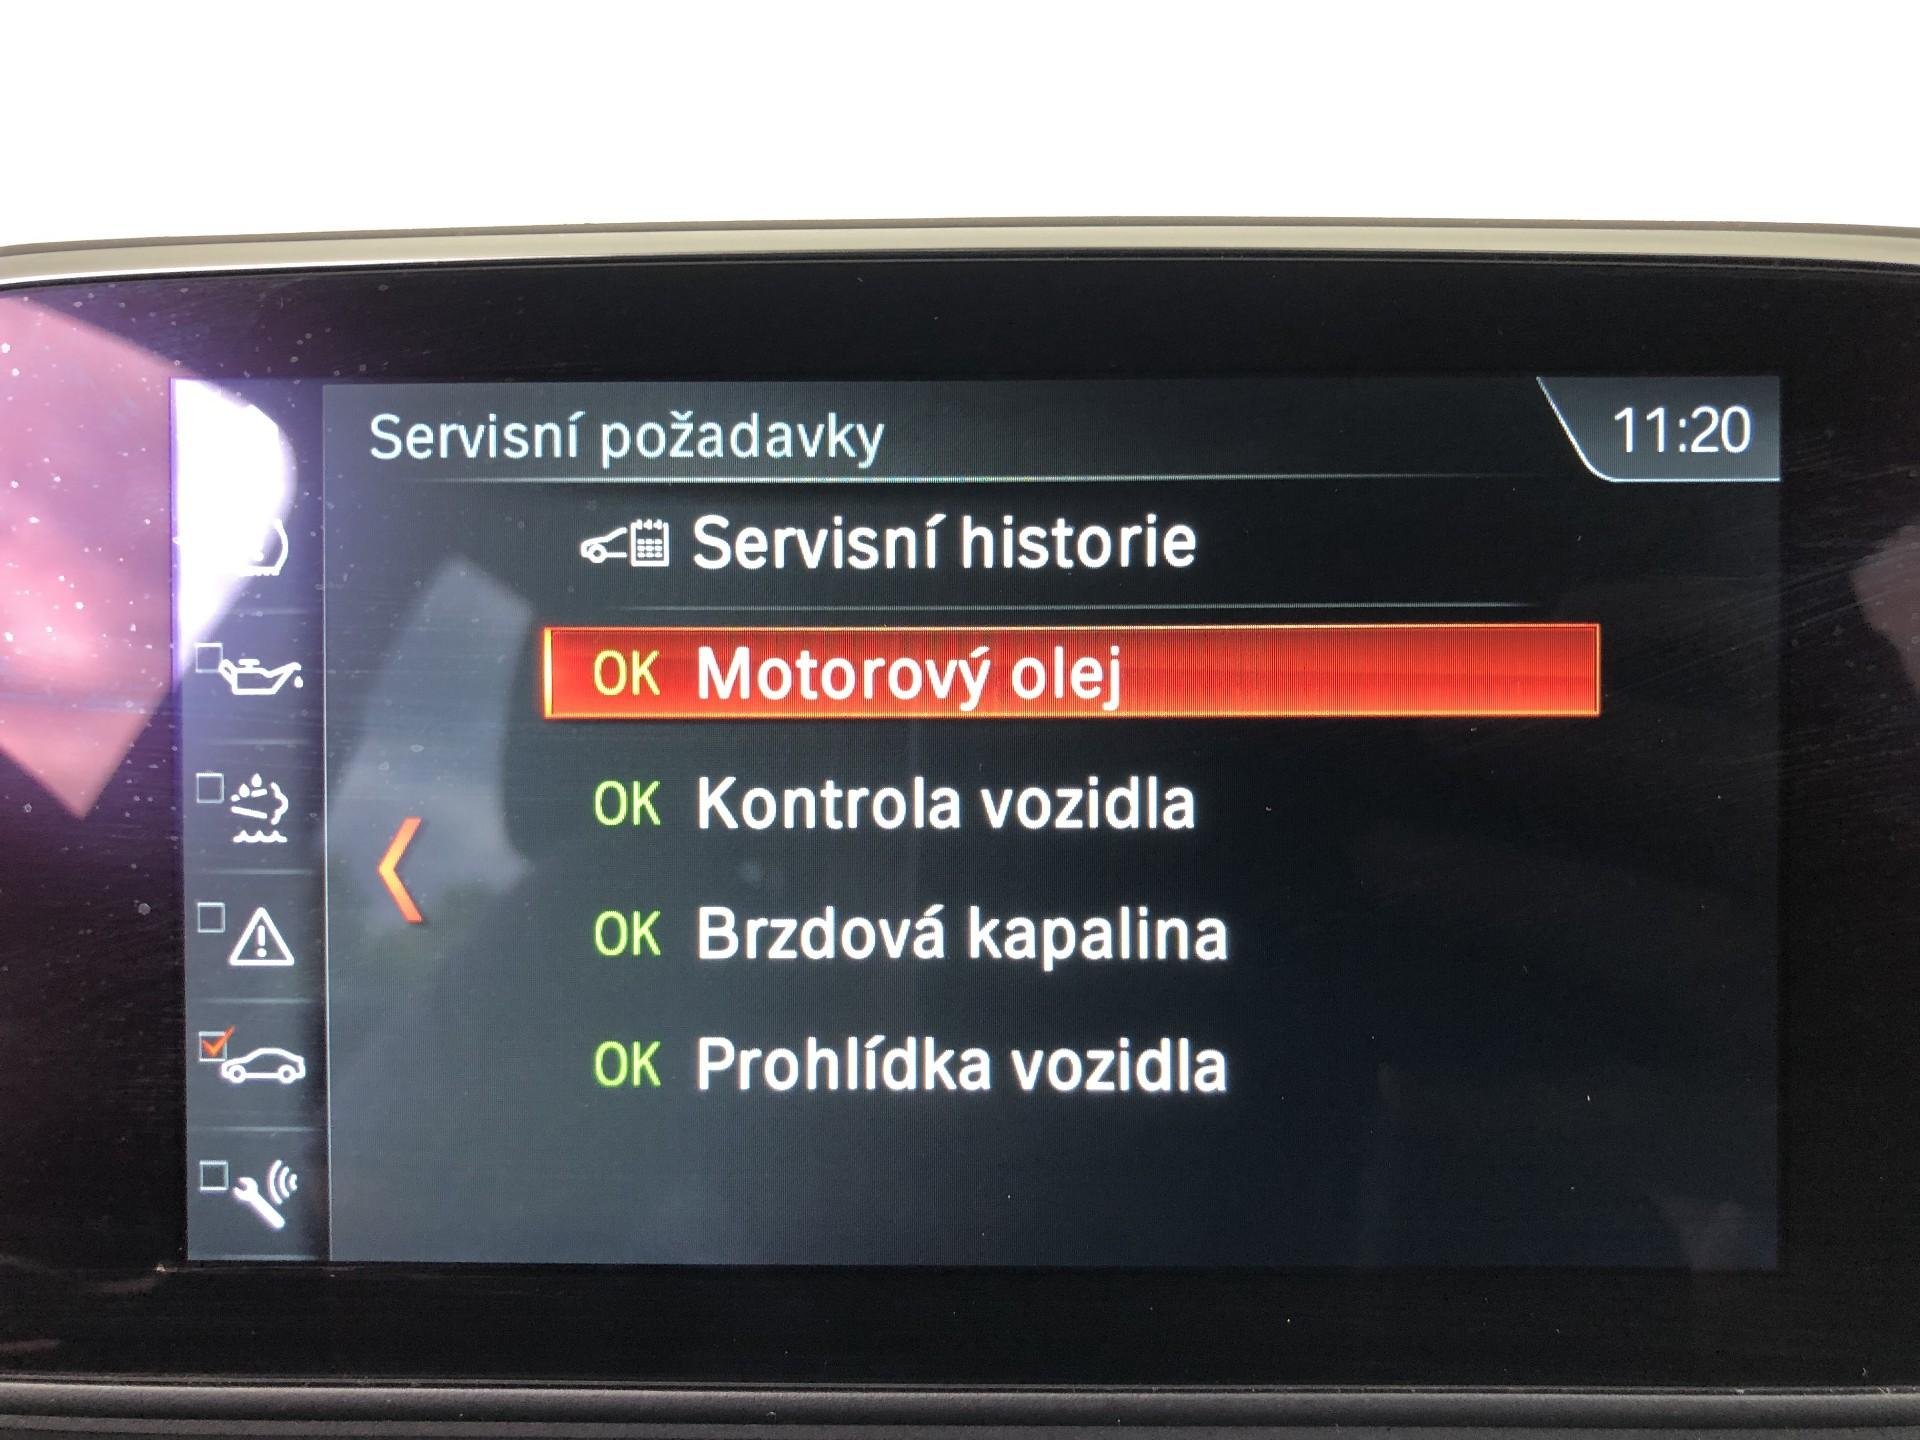 Servisní požadavky
11:20
Servisní historie
OK Motorový olej
OK Kontrola vozidla
OK Brzdová kapalina
OK Prohlídka vozidla